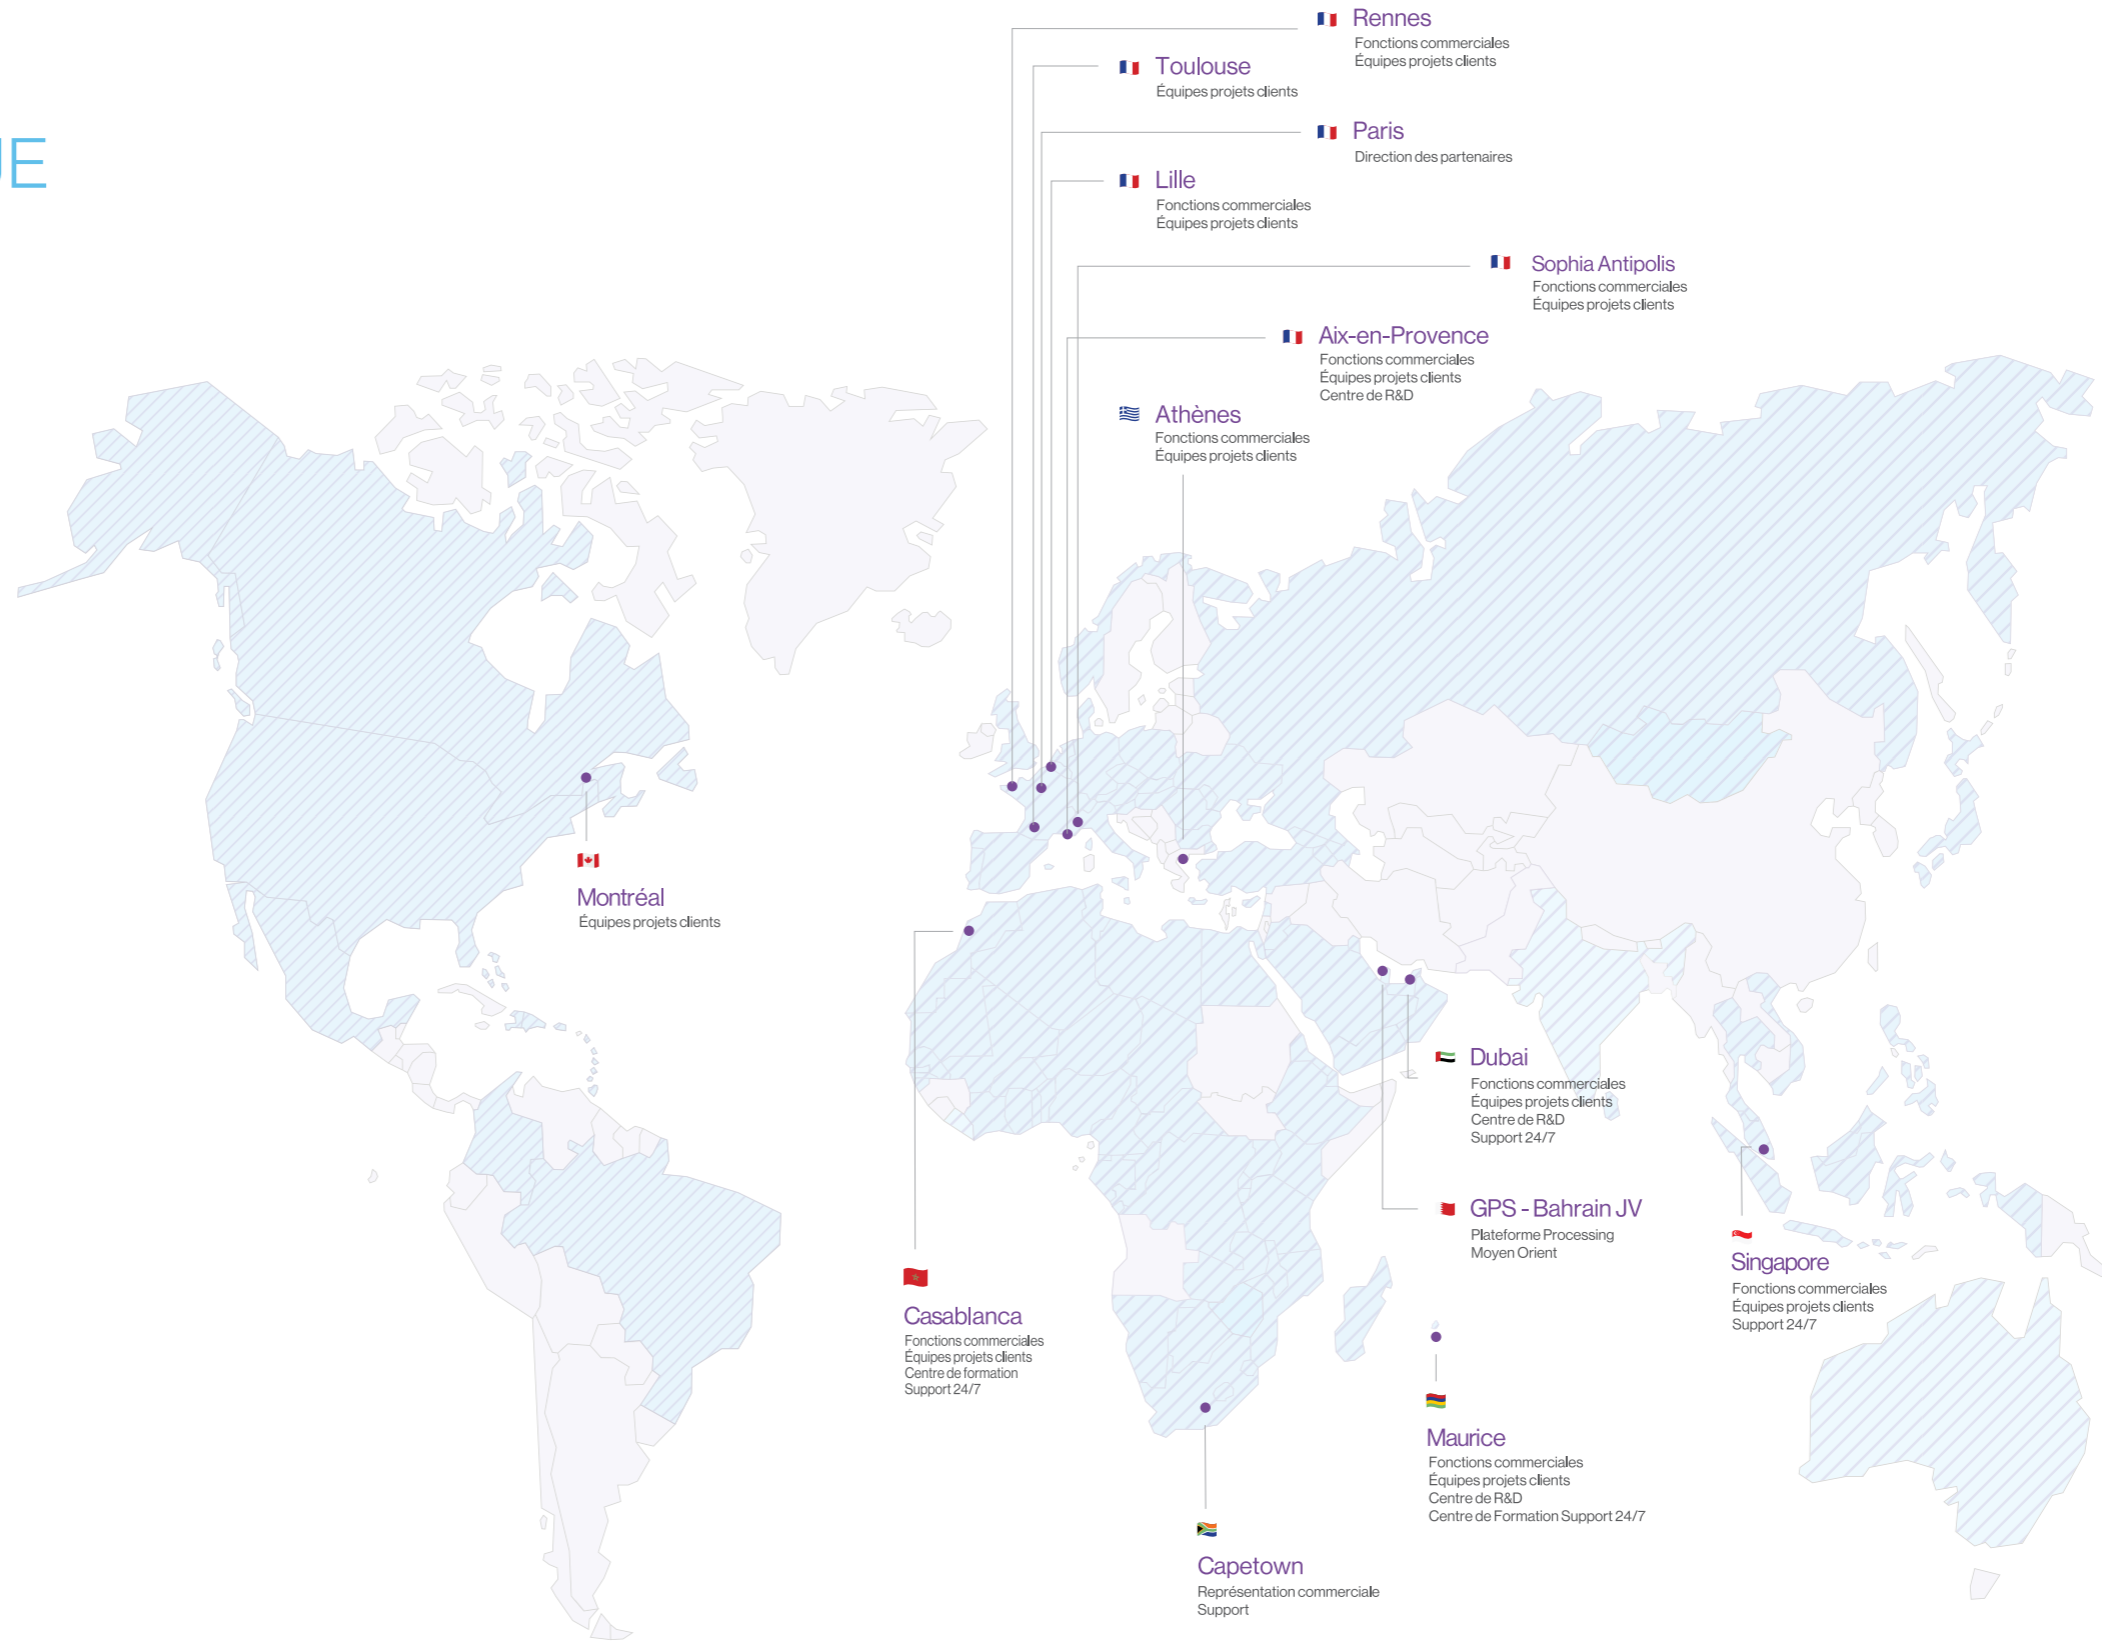 UE
Rennes
Fonctions commerciales
Équipes projets clients
Toulouse
Équipes projets clients
Paris
Direction des partenaires
Lille
Fonctions commerciales
Équipes projets clients
Sophia Antipolis
Fonctions commerciales
Équipes projets clients
Aix-en-Provence
Fonctions commerciales
Équipes projets clients
Centre de R&D
Athènes
Fonctions commerciales
Équipes projets clients
Montréal
Équipes projets clients
Dubai
Fonctions commerciales
Équipes projets clients
Centre de R&D
Support 24/7
GPS - Bahrain JV
Plateforme Processing
Moyen Orient
Singapore
Fonctions commerciales
Équipes projets clients
Support 24/7
Casablanca
Fonctions commerciales
Équipes projets clients
Centre de formation
Support 24/7
Maurice
Fonctions commerciales
Équipes projets clients
Centre de R&D
Centre de Formation Support 24/7
Capetown
Représentation commerciale
Support